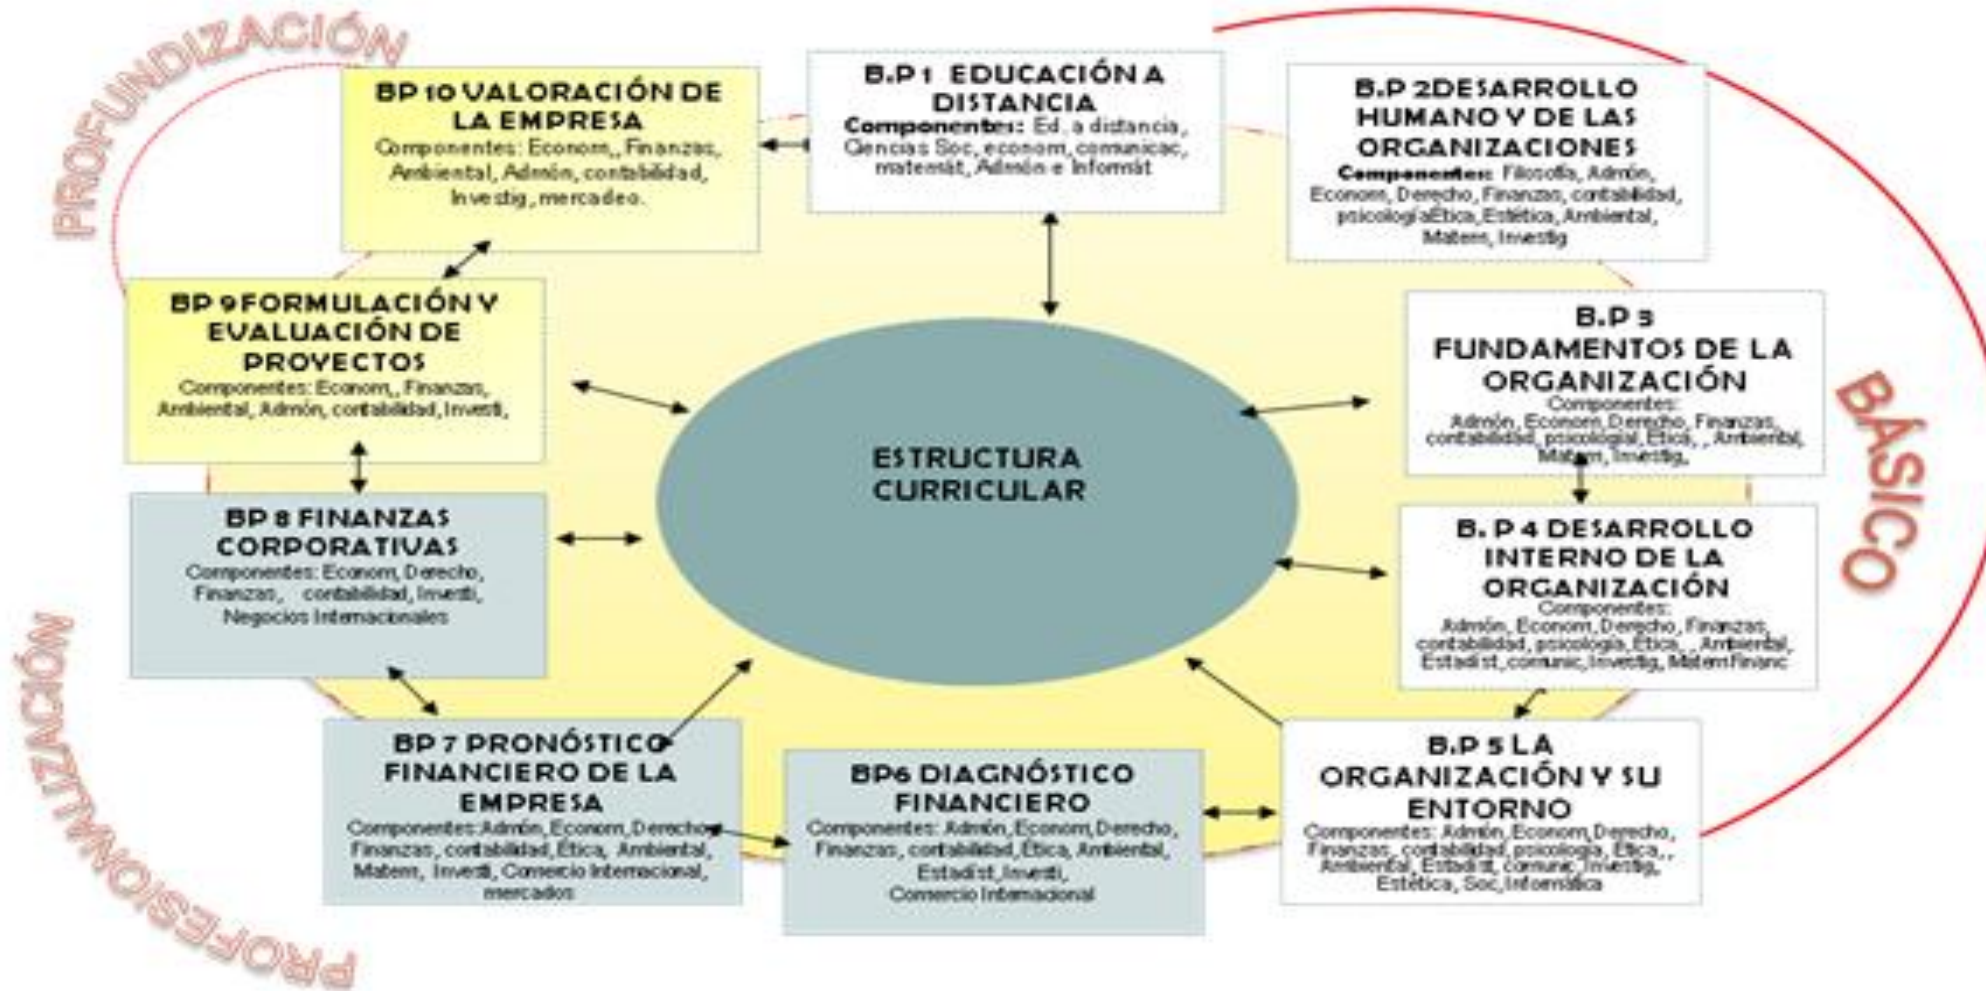 PROFUNDIZACIÓN
BP 10 VALORACIÓN DE
LA EMPRESA
Componentes: Econom,, Finanzas,
Ambiental, Admón, contabilidad,
Investig, mercadeo.
B.P 1 EDUCACIÓN A
DISTANCIA
Componentes: Ed. a distancia,
Ciencias Soc, econom, comunicac,
matemát, Admón e Informát
B.P 2DESARROLLO
HUMANO Y DE LAS
ORGANIZACIONES
Componentes: Filosofía, Admón,
Econom, Derecho, Finanzas, contabilidad,
psicologíaÉtica, Estética, Ambiental,
Matem, Investig
BÁSICO
B.P 3
FUNDAMENTOS DE LA
ORGANIZACIÓN
Componentes:
Admón, Econom, Derecho, Finanzas,
contabilidad, psicologíal, Ética, , Ambiental,
Matem, Investig,
B. P 4 DESARROLLO
INTERNO DE LA
ORGANIZACIÓN
Componentes:
Admón, Econom, Derecho, Finanzas,
contabilidad, psicología, Ética, , Ambiental,
Estadíst, comunic, Investig, MatemFinanc
B.P 5 LA
ORGANIZACIÓN Y SU
ENTORNO
Componentes: Admón, Econom, Derecho,
Finanzas, contabilidad, psicología, Ética, ,
Ambiental, Estadíst, comunic, Investig,
Estética, Soc, Informática
BP6 DIAGNÓSTICO
FINANCIERO
Componentes: Admón, Econom, Derecho,
Finanzas, contabilidad, Ética, Ambiental,
Estadíst, Investi,
Comercio Internacional
BP 7 PRONÓSTICO
FINANCIERO DE LA
EMPRESA
Componentes: Admón, Econom, Derecho,
Finanzas, contabilidad, Ética, Ambiental,
Matem, Investi, Comercio Internacional,
mercados
PROFESIONALIZACIÓN
BP 8 FINANZAS
CORPORATIVAS
Componentes: Econom, Derecho,
Finanzas, contabilidad, Investi,
Negocios Internacionales
BP 9FORMULACIÓN Y
EVALUACIÓN DE
PROYECTOS
Componentes: Econom,, Finanzas,
Ambiental, Admón, contabilidad, Investi,
ESTRUCTURA
CURRICULAR